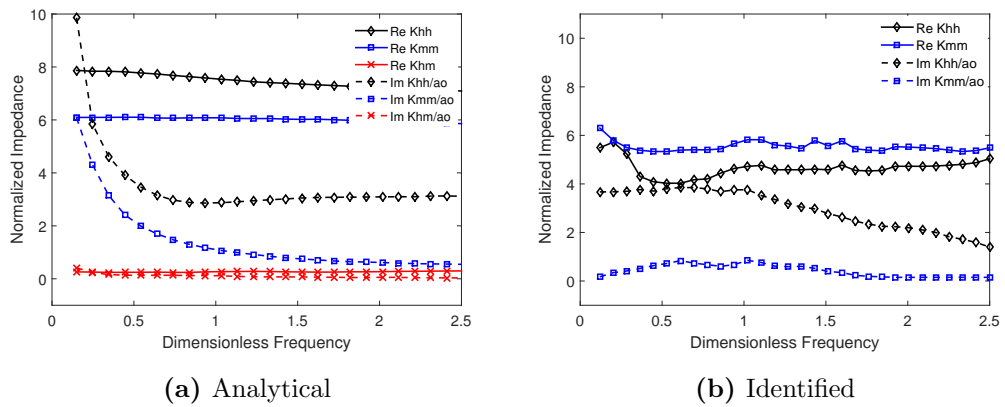 10
8
6
4
2
0
Normalized Impedance
0
0.5
1
1.5
2
2.5
Dimensionless Frequency
Re Khh
Re Kmm
Re Khm
Im Khh/ao
Im Kmm/ao
Im Khm/ao
(a) Analytical
10
8
6
4
2
0
Normalized Impedance
0
0.5
1
1.5
2
2.5
Dimensionless Frequency
Re Khh
Re Kmm
Im Khh/ao
Im Kmm/ao
(b) Identified